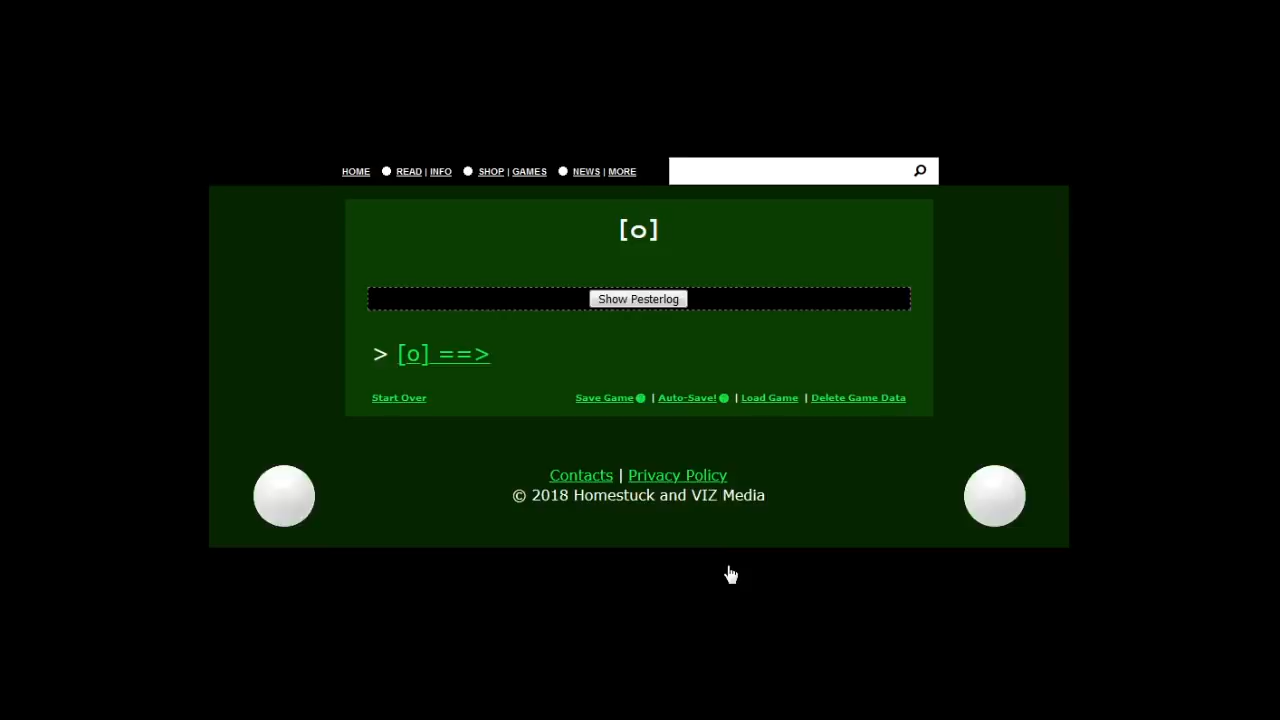 HOME READ | INFO SHOP | GAMES NEWS | MORE
[o]
Show Pesterlog
> [o] ==>
Start Over Save Game ? | Auto-Save! ? | Load Game | Delete Game Data
Contacts | Privacy Policy
© 2018 Homestuck and VIZ Media